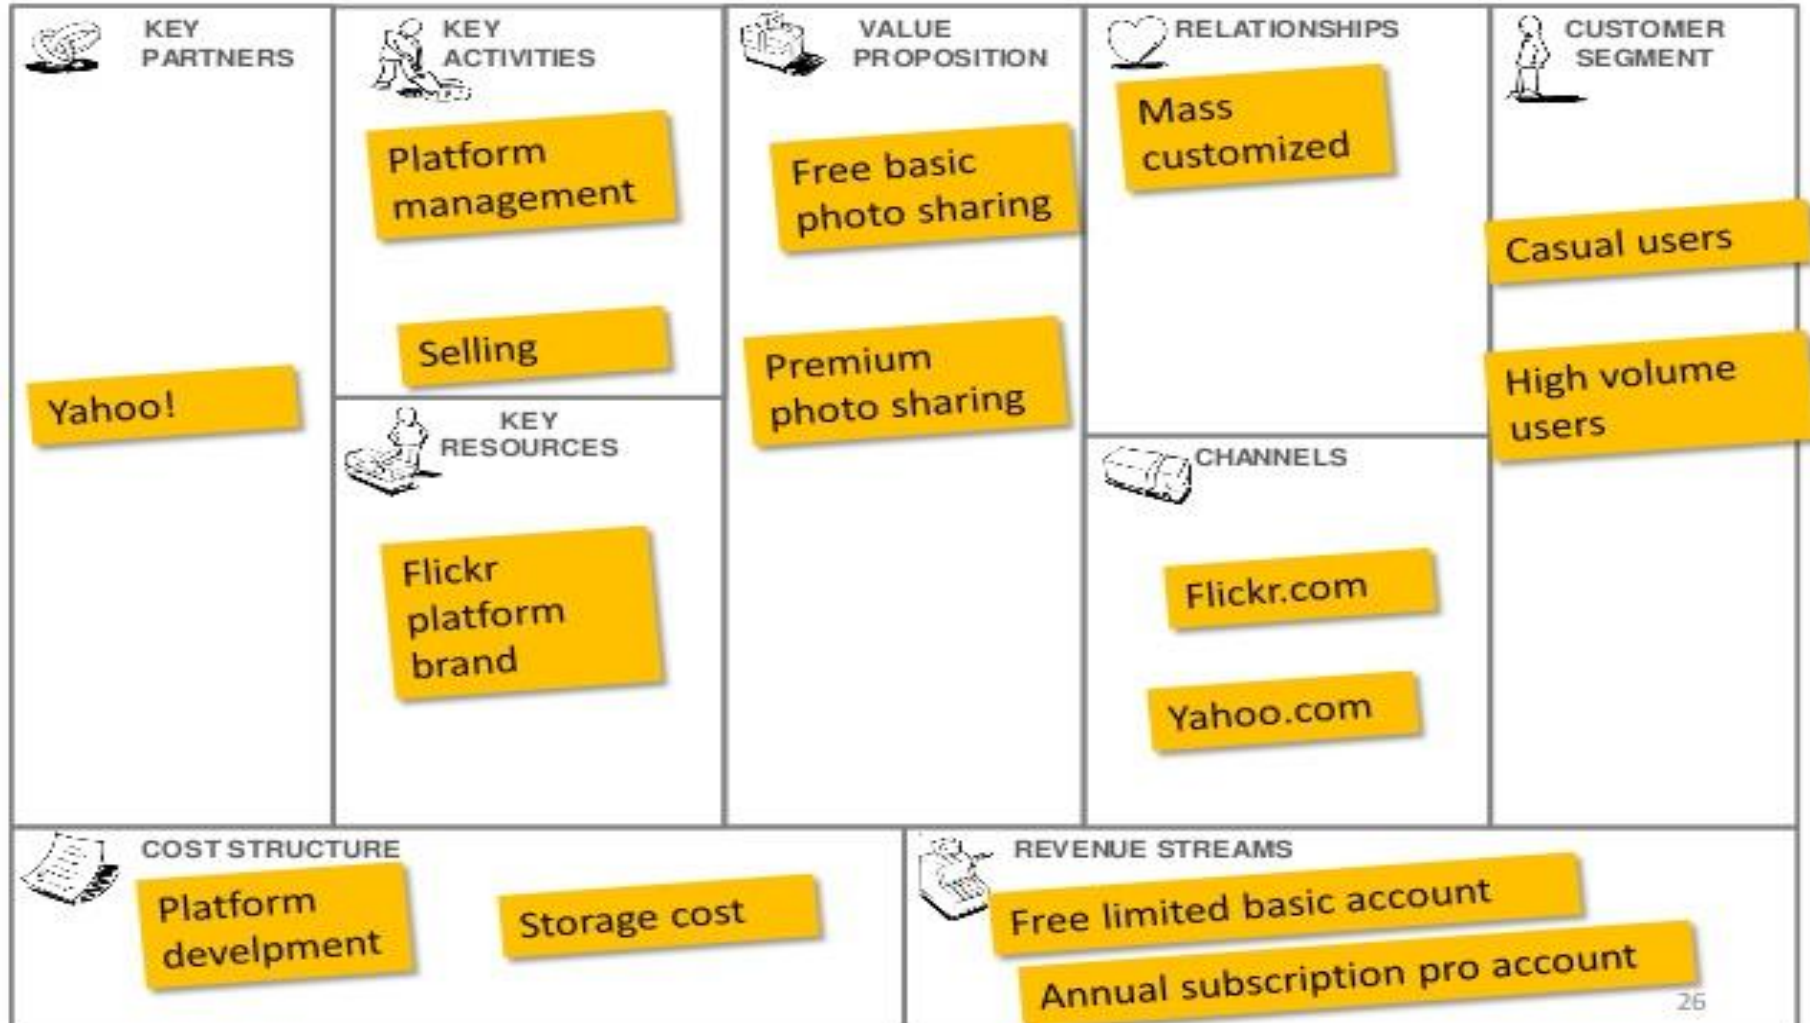 KEY
PARTNERS
Yahoo!
KEY
ACTIVITIES
Platform
management
Selling
KEY
RESOURCES
Flickr
platform
brand
VALUE
PROPOSITION
Free basic
photo sharing
Premium
photo sharing
RELATIONSHIPS
Mass
customized
CHANNELS
Flickr.com
Yahoo.com
CUSTOMER
SEGMENT
Casual users
High volume
users
COST STRUCTURE
Platform
develpment
Storage cost
REVENUE STREAMS
Free limited basic account
Annual subscription pro account
26